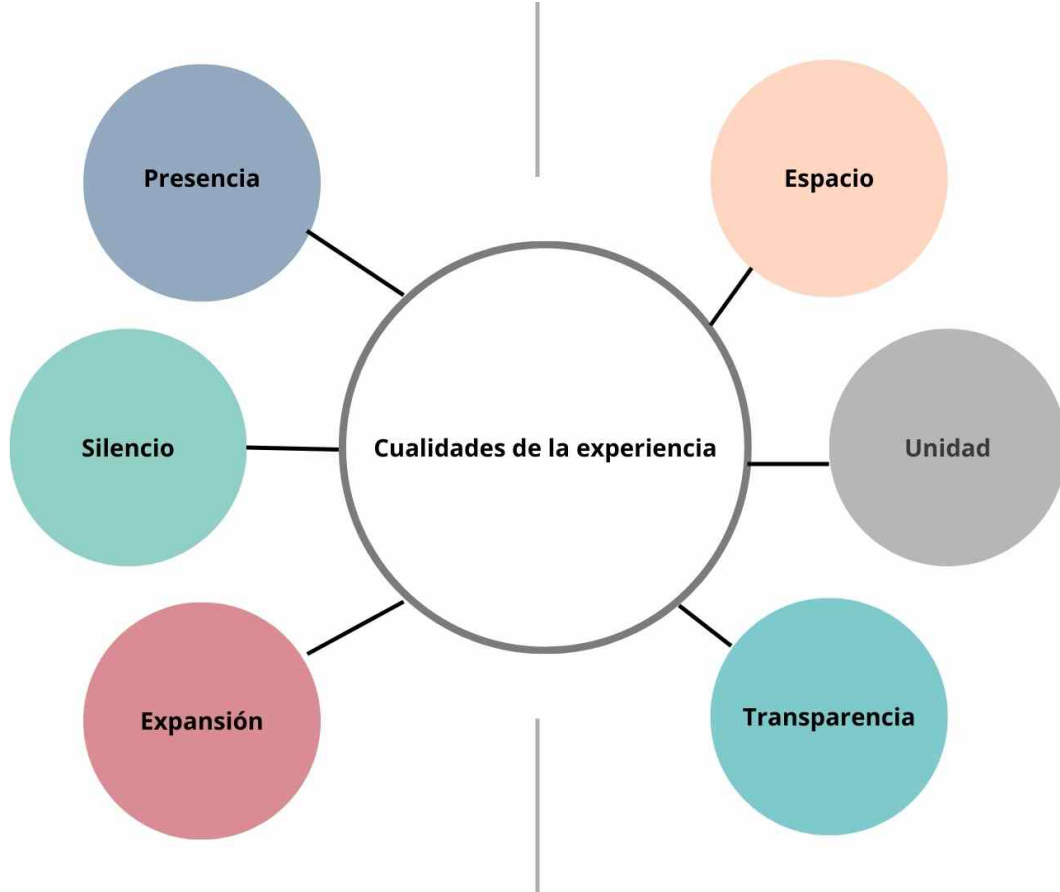 Presencia
Espacio
Silencio
Cualidades de la experiencia
Unidad
Expansión
Transparencia